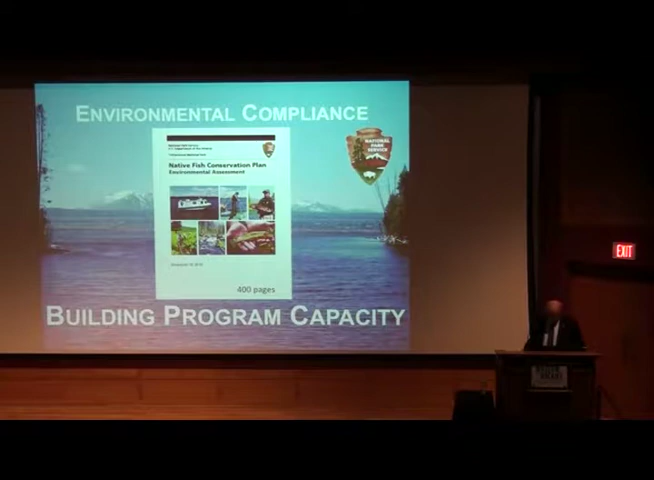 ENVIRONMENTAL COMPLIANCE
NATIONAL
PARK
SERVICE
Native Fish Conservation Plan
Environmental Assessment
400 pages
BUILDING PROGRAM CAPACITY
EXIT